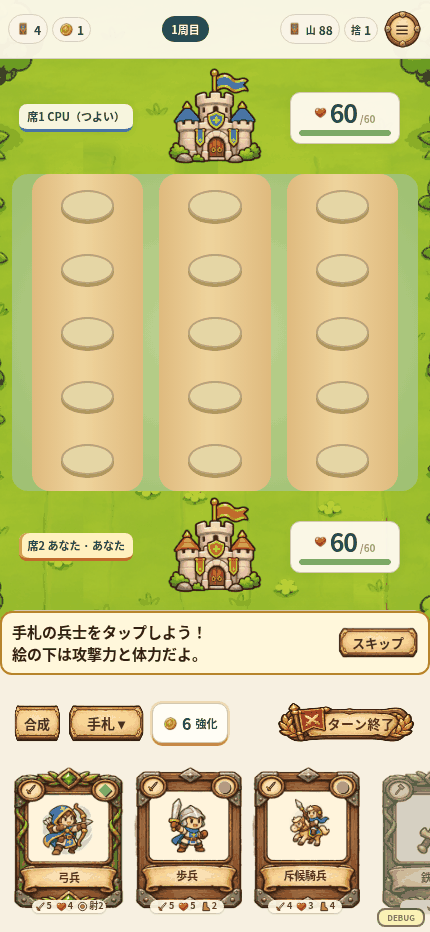 4
1
1周目
山 88
捨 1
席1 CPU（つよい）
60/60
席2 あなた・あなた
60/60
手札の兵士をタップしよう！
絵の下は攻撃力と体力だよ。
スキップ
合成
手札▼
6 強化
ターン終了
弓兵
5 4 射2
歩兵
5 5 2
斥候騎兵
4 3 4
DEBUG